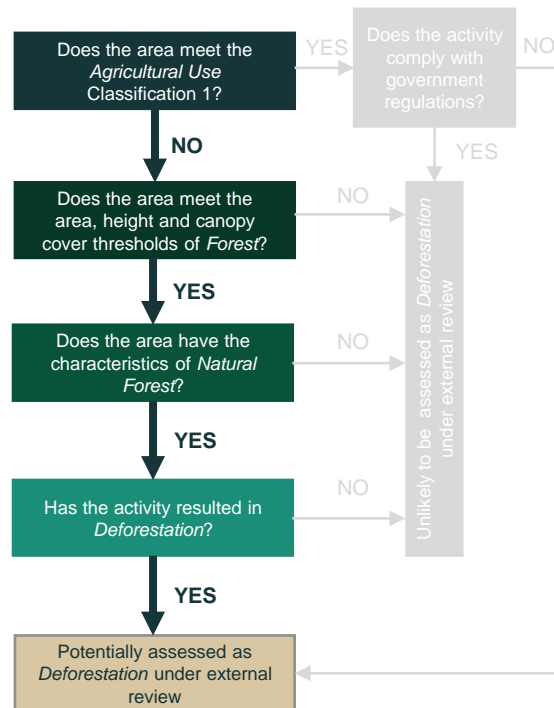 Does the area meet the
Agricultural Use
Classification 1?
YES
Does the activity
comply with
government
regulations?
NO
NO
YES
Does the area meet the
area, height and canopy
cover thresholds of Forest?
NO
Unlikely to be assessed as Deforestation
under external review
YES
Does the area have the
characteristics of Natural
Forest?
NO
YES
Has the activity resulted in
Deforestation?
NO
YES
Potentially assessed as
Deforestation under external
review